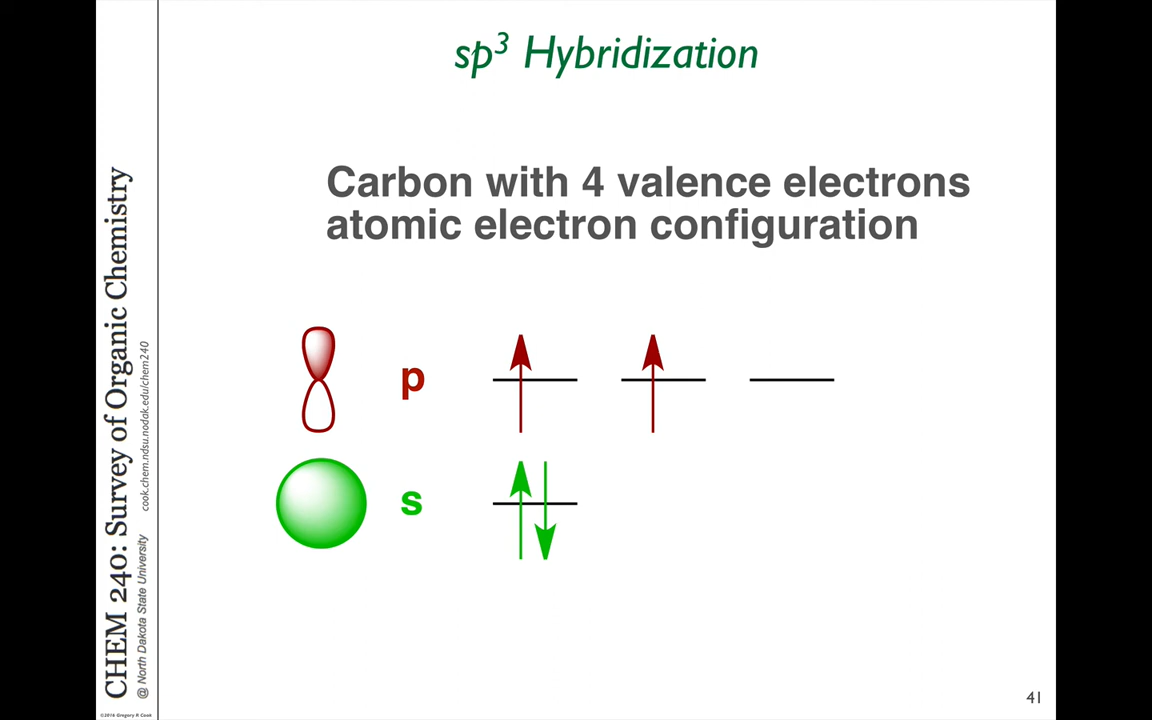 sp³ Hybridization
Carbon with 4 valence electrons
atomic electron configuration
p
s
CHEM 240: Survey of Organic Chemistry
@ North Dakota State University cook.chem.ndsu.nodak.edu/chem240
©2016 Gregory R Cook
41